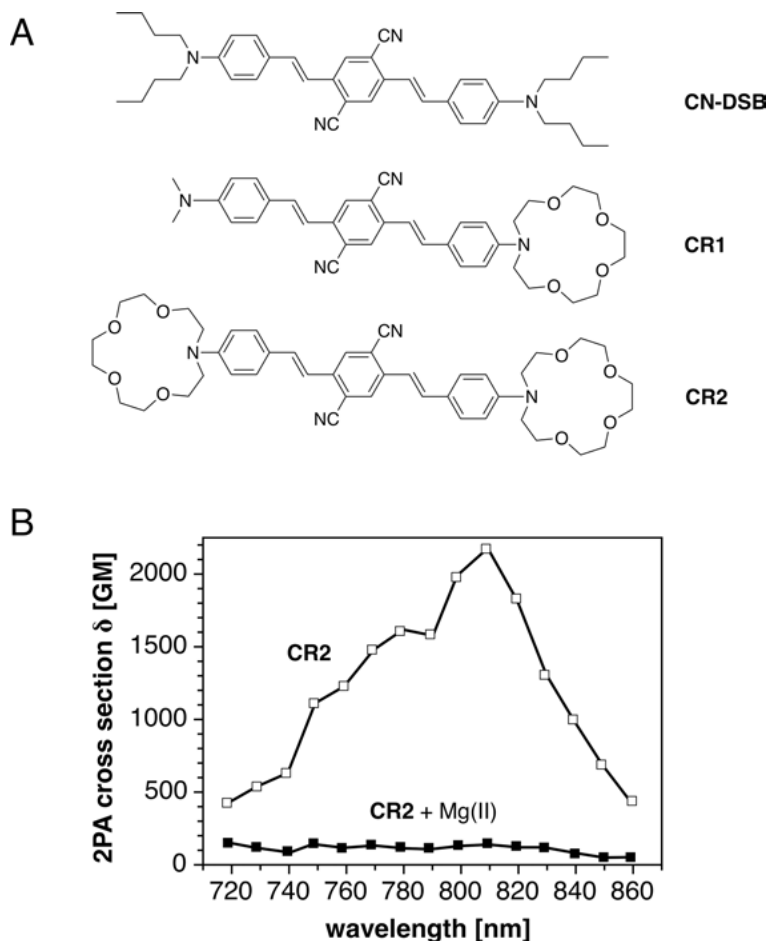 A
CN
N
N
NC
CN-DSB
CN
N
O
O
N
NC
O
O
CR1
O
O
CN
O
O
N
N
O
O
NC
O
O
CR2
B
2PA cross section δ [GM]
2000
1500
1000
500
0
CR2
CR2 + Mg(II)
720 740 760 780 800 820 840 860
wavelength [nm]